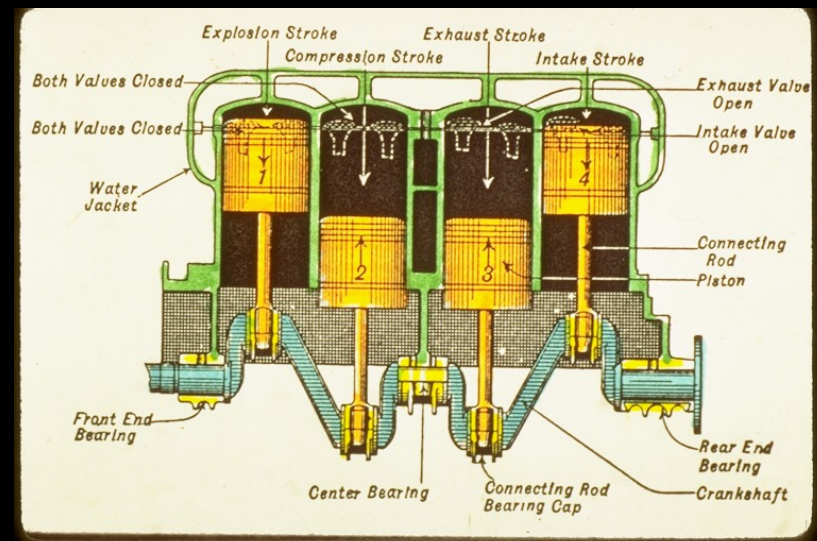 Explosion Stroke
Exhaust Stroke
Compression Stroke
Intake Stroke
Both Valves Closed
Exhaust Valve
Open
Both Valves Closed
Intake Valve
Open
1
4
Water
Jacket
Connecting
Rod
2
3
Piston
Front End
Bearing
Rear End
Bearing
Center Bearing
Connecting Rod
Bearing Cap
Crankshaft